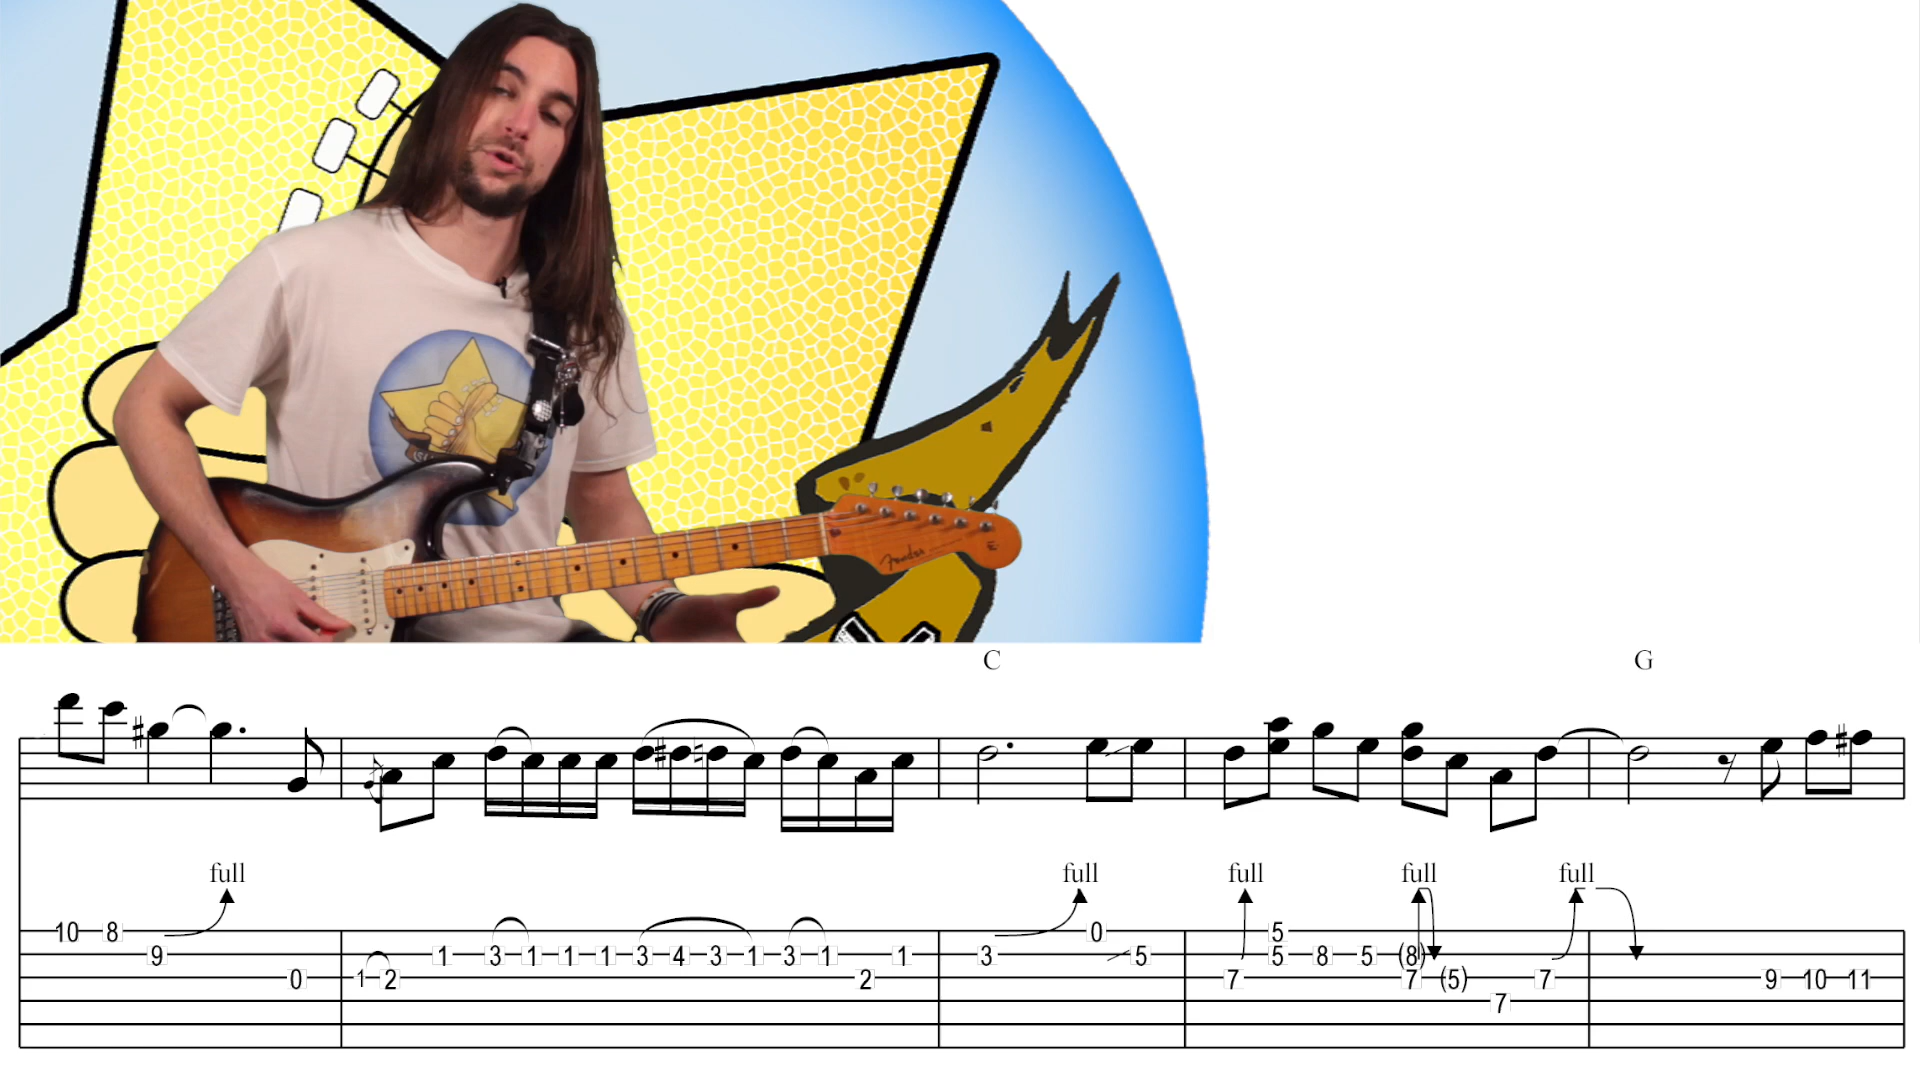 Fender
C G
full full full full full
10 8 0 5
9 1 3 1 1 1 3 4 3 1 3 1 1 3 5 5 8 5 (8)
0 1 2 2 7 7 (5) 7 9 10 11
7